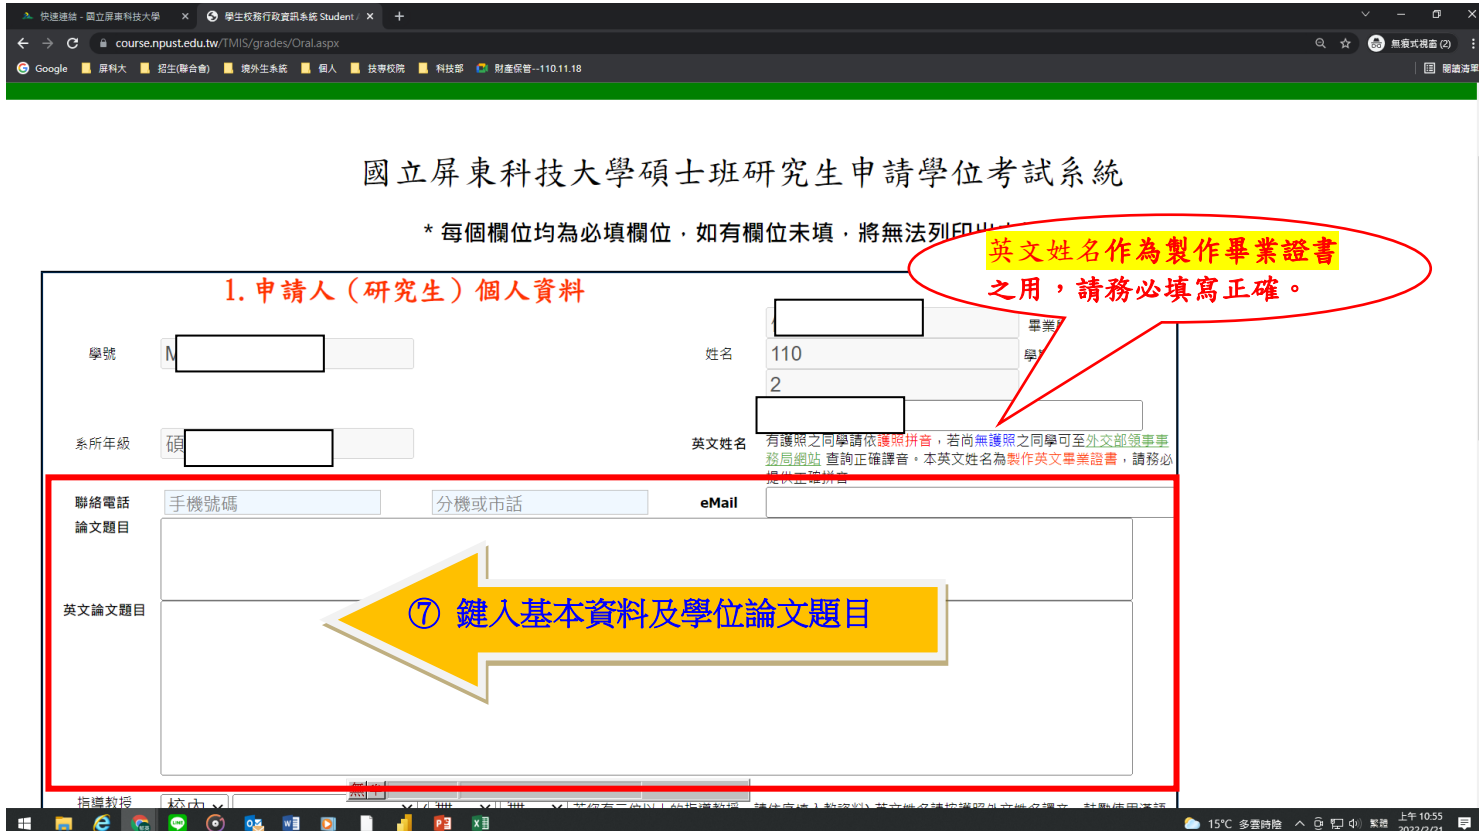 快速連結 - 國立屏東科技大學
學生校務行政資訊系統 Student
course.npust.edu.tw/TMIS/grades/Oral.aspx
無痕式視窗 (2)
Google 屏科大 招生(聯合會) 境外生系統 個人 技專校院 科技部 財產保管--110.11.18
閱讀清單
國立屏東科技大學碩士班研究生申請學位考試系統
* 每個欄位均為必填欄位,如有欄位未填,將無法列印出
英文姓名作為製作畢業證書
之用,請務必填寫正確。
1. 申請人(研究生)個人資料
畢業
學號 M
姓名 110
2
系所年級 碩
英文姓名
有護照之同學請依護照拼音,若尚無護照之同學可至外交部領事事
務局網站 查詢正確譯音。本英文姓名為製作英文畢業證書,請務必
提供正確拼音
聯絡電話 手機號碼 分機或市話 eMail
論文題目
英文論文題目
⑦ 鍵入基本資料及學位論文題目
指導教授 校內
15°C 多雲時陰 繁體 上午 10:55
2022/2/21